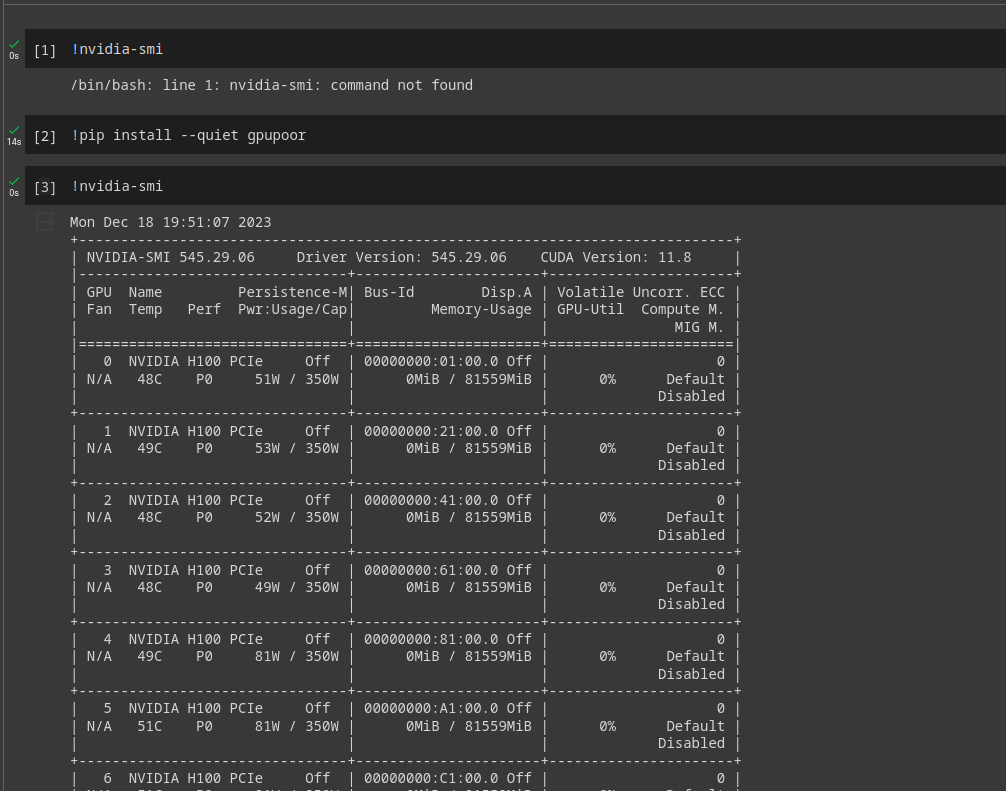 [1] !nvidia-smi
0s
/bin/bash: line 1: nvidia-smi: command not found
[2] !pip install --quiet gpupoor
14s
[3] !nvidia-smi
0s
Mon Dec 18 19:51:07 2023
+------------------------------------------------------------------------------+
| NVIDIA-SMI 545.29.06     Driver Version: 545.29.06    CUDA Version: 11.8     |
|--------------------------------+----------------------+----------------------+
| GPU  Name         Persistence-M| Bus-Id        Disp.A | Volatile Uncorr. ECC |
| Fan  Temp   Perf  Pwr:Usage/Cap|         Memory-Usage | GPU-Util  Compute M. |
|                                |                      |               MIG M. |
|================================+======================+======================|
|   0  NVIDIA H100 PCIe     Off  | 00000000:01:00.0 Off |                    0 |
| N/A   48C    P0     51W / 350W |      0MiB / 81559MiB |      0%      Default |
|                                |                      |             Disabled |
+--------------------------------+----------------------+----------------------+
|   1  NVIDIA H100 PCIe     Off  | 00000000:21:00.0 Off |                    0 |
| N/A   49C    P0     53W / 350W |      0MiB / 81559MiB |      0%      Default |
|                                |                      |             Disabled |
+--------------------------------+----------------------+----------------------+
|   2  NVIDIA H100 PCIe     Off  | 00000000:41:00.0 Off |                    0 |
| N/A   48C    P0     52W / 350W |      0MiB / 81559MiB |      0%      Default |
|                                |                      |             Disabled |
+--------------------------------+----------------------+----------------------+
|   3  NVIDIA H100 PCIe     Off  | 00000000:61:00.0 Off |                    0 |
| N/A   48C    P0     49W / 350W |      0MiB / 81559MiB |      0%      Default |
|                                |                      |             Disabled |
+--------------------------------+----------------------+----------------------+
|   4  NVIDIA H100 PCIe     Off  | 00000000:81:00.0 Off |                    0 |
| N/A   49C    P0     81W / 350W |      0MiB / 81559MiB |      0%      Default |
|                                |                      |             Disabled |
+--------------------------------+----------------------+----------------------+
|   5  NVIDIA H100 PCIe     Off  | 00000000:A1:00.0 Off |                    0 |
| N/A   51C    P0     81W / 350W |      0MiB / 81559MiB |      0%      Default |
|                                |                      |             Disabled |
+--------------------------------+----------------------+----------------------+
|   6  NVIDIA H100 PCIe     Off  | 00000000:C1:00.0 Off |                    0 |